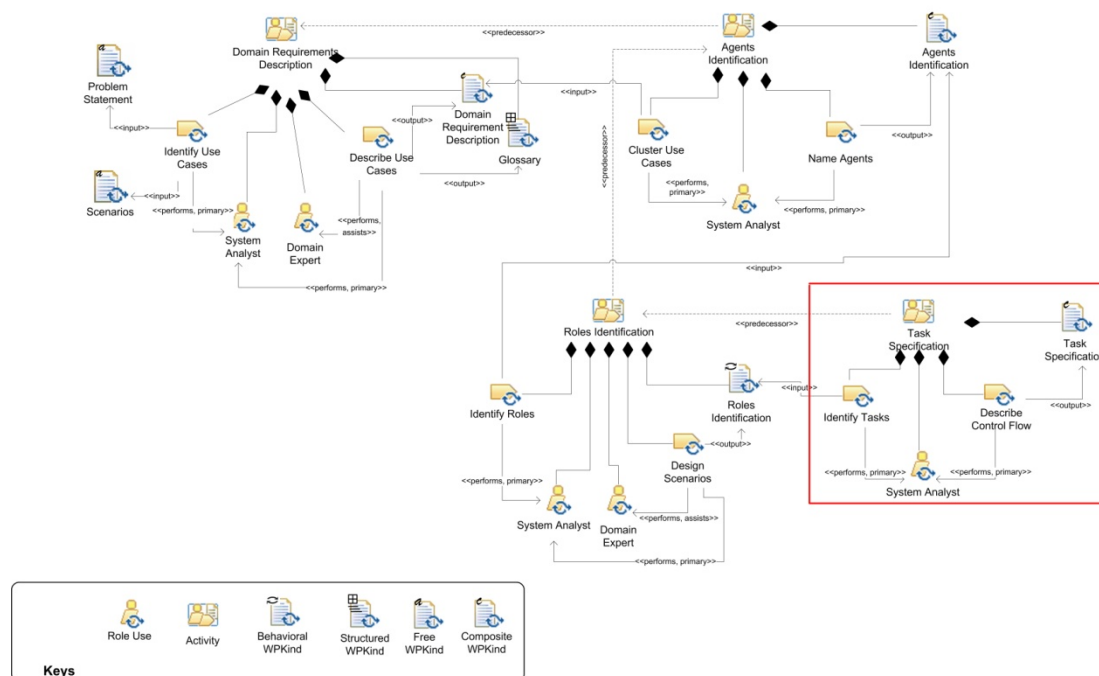 <<predecessor>>
Domain Requirements
Description
Agents
Identification
Agents
Identification
Problem
Statement
<<input>>
Identify Use
Cases
Scenarios
<<input>>
<<performs, primary>>
System
Analyst
Domain
Expert
Describe Use
Cases
<<output>>
Domain
Requirement
Description
Glossary
<<output>>
<<performs,
assists>>
<<performs, primary>>
<<input>>
<<predecessor>>
Cluster Use
Cases
Name Agents
<<output>>
<<performs,
primary>>
<<performs, primary>>
System Analyst
<<input>>
Roles Identification
<<predecessor>>
Task
Specification
Task
Specification
Identify Roles
Roles
Identification
<<input>>
Identify Tasks
Describe
Control Flow
<<output>>
<<output>>
Design
Scenarios
<<performs, primary>>
<<performs, primary>>
<<performs, primary>>
System Analyst
System Analyst
Domain
Expert
<<performs, assists>>
<<performs, primary>>
Role Use
Activity
Behavioral
WPKind
Structured
WPKind
Free
WPKind
Composite
WPKind
Keys